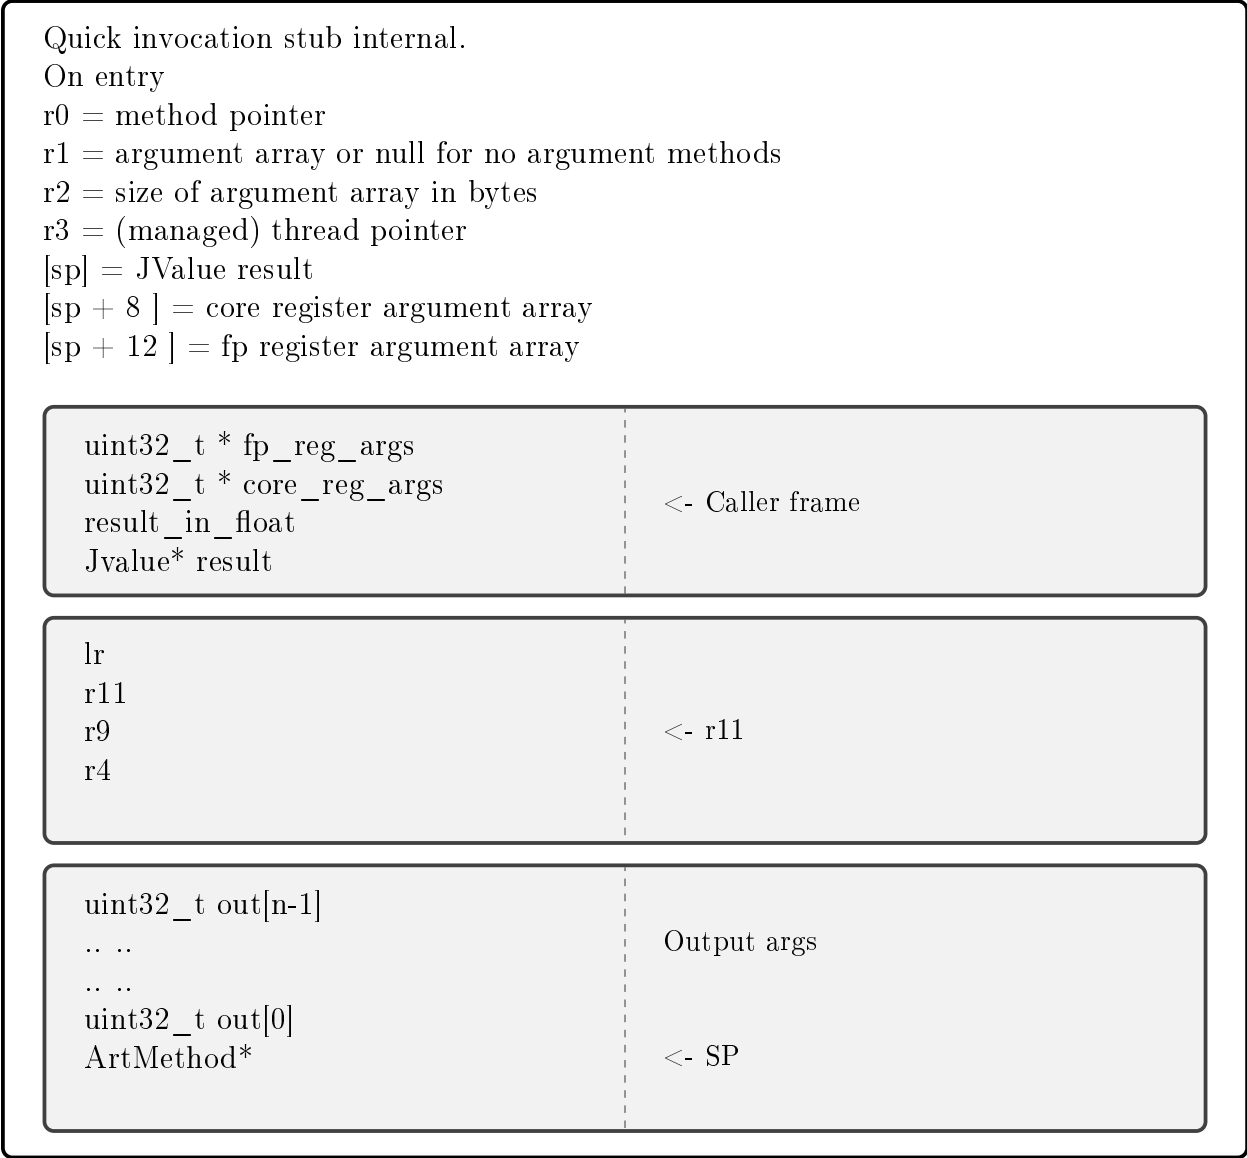 Quick invocation stub internal.
On entry
r0 = method pointer
r1 = argument array or null for no argument methods
r2 = size of argument array in bytes
r3 = (managed) thread pointer
[sp] = JValue result
[sp + 8 ] = core register argument array
[sp + 12 ] = fp register argument array
uint32_t * fp_reg_args
uint32_t * core_reg_args
<- Caller frame
result_in_float
Jvalue* result
lr
r11
r9
<- r11
r4
uint32_t out[n-1]
.. ..
Output args
.. ..
uint32_t out[0]
ArtMethod*
<- SP